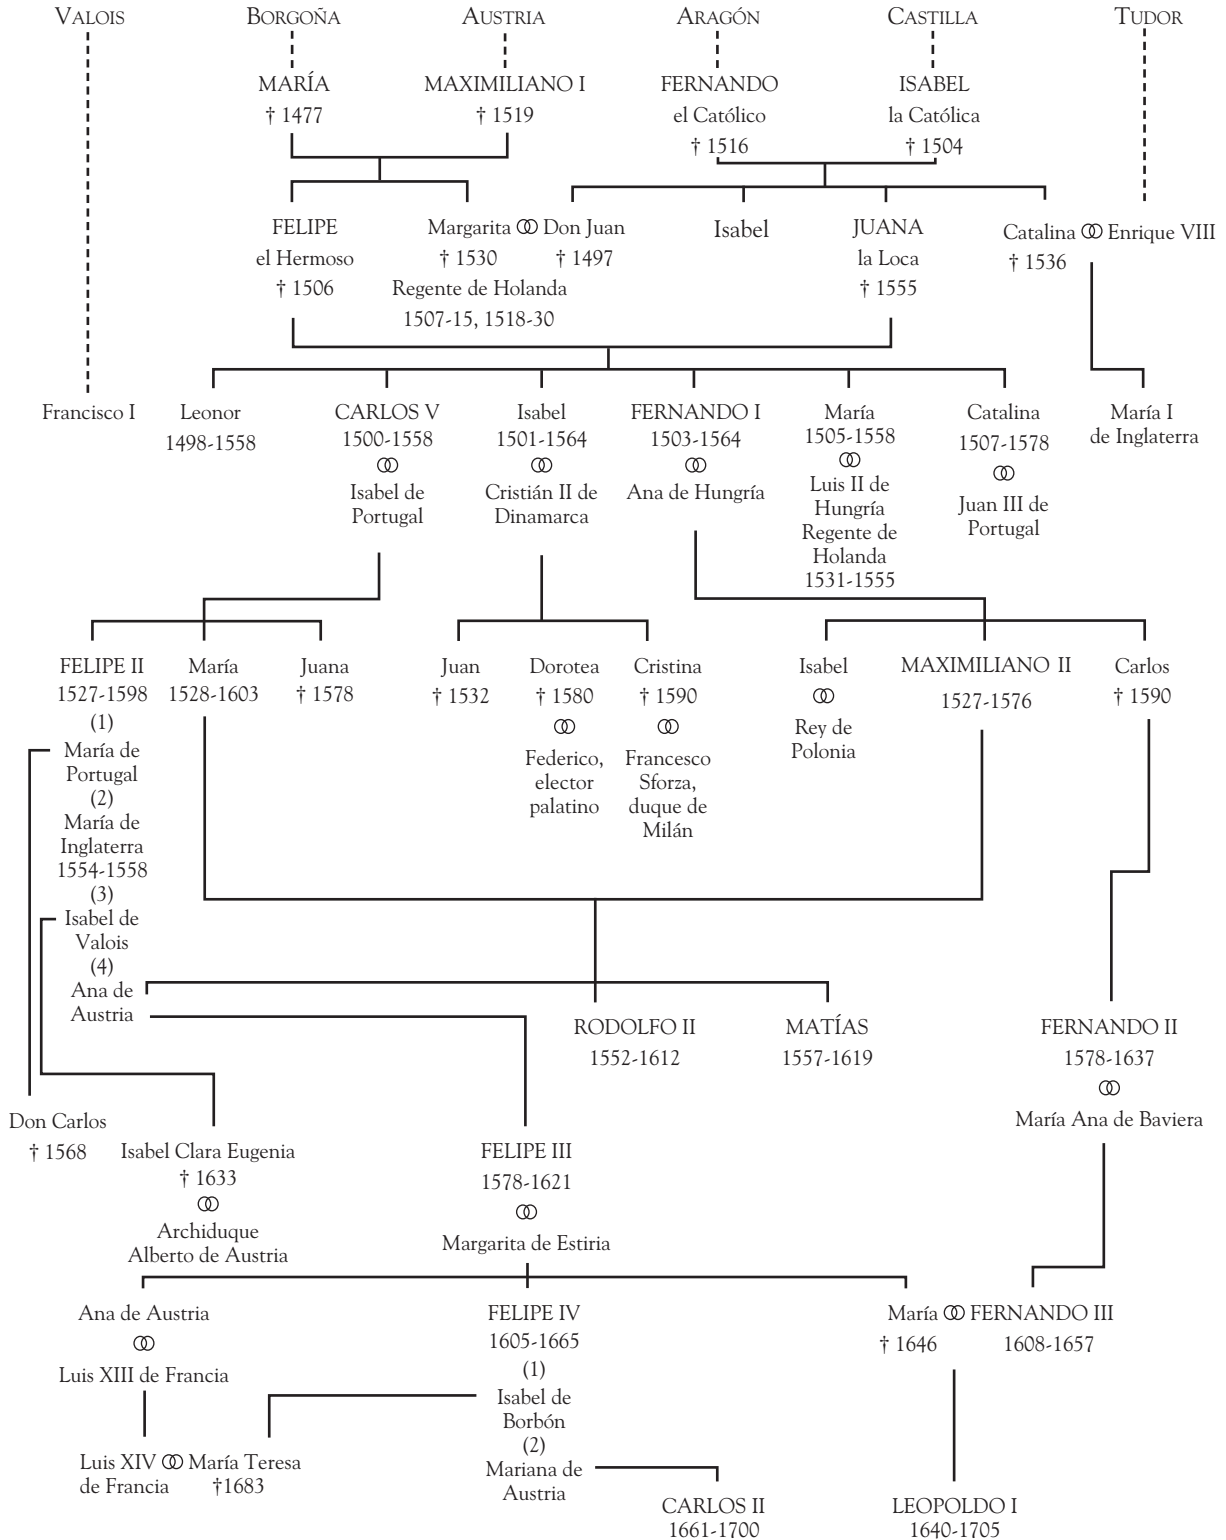 VALOIS BORGOÑA AUSTRIA ARAGÓN CASTILLA TUDOR
MARÍA MAXIMILIANO I FERNANDO ISABEL
† 1477 † 1519 el Católico la Católica
† 1516 † 1504
FELIPE Margarita Don Juan Isabel JUANA Catalina Enrique VIII
el Hermoso † 1530 † 1497 la Loca † 1536
† 1506 Regente de Holanda † 1555
1507-15, 1518-30
Francisco I Leonor CARLOS V Isabel FERNANDO I María Catalina María I
1498-1558 1500-1558 1501-1564 1503-1564 1505-1558 1507-1578 de Inglaterra
Isabel de Cristián II de Ana de Hungría Luis II de Juan III de
Portugal Dinamarca Hungría Portugal
Regente de
Holanda
1531-1555
FELIPE II María Juana Juan Dorotea Cristina Isabel MAXIMILIANO II Carlos
1527-1598 1528-1603 † 1578 † 1532 † 1580 † 1590 1527-1576 † 1590
(1)
María de Federico, Francesco Rey de
Portugal elector Sforza, Polonia
(2) palatino duque de
María de Milán
Inglaterra
1554-1558
(3)
Isabel de
Valois
(4)
Ana de
Austria
RODOLFO II MATÍAS FERNANDO II
1552-1612 1557-1619 1578-1637
María Ana de Baviera
Don Carlos
† 1568
Isabel Clara Eugenia FELIPE III
† 1633 1578-1621
Archiduque Margarita de Estiria
Alberto de Austria
Ana de Austria FELIPE IV María FERNANDO III
1605-1665 † 1646 1608-1657
Luis XIII de Francia (1)
Isabel de
Borbón
(2)
Luis XIV María Teresa Mariana de
de Francia †1683 Austria
CARLOS II LEOPOLDO I
1661-1700 1640-1705